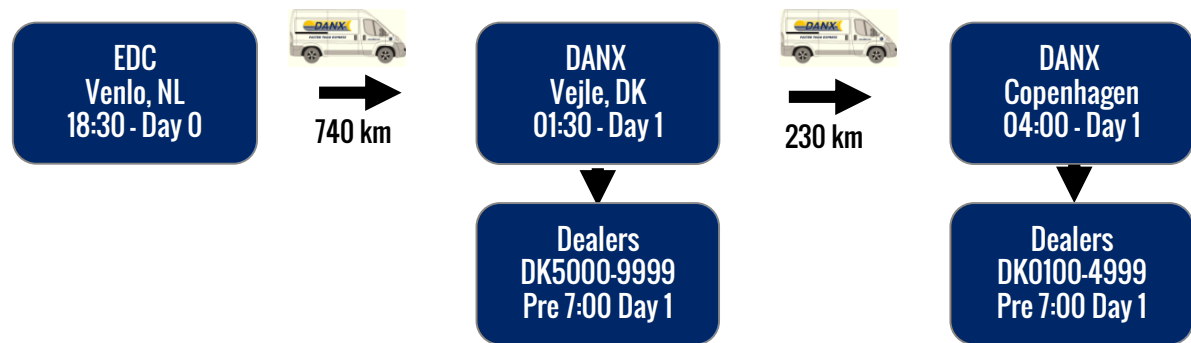 EDC
Venlo, NL
18:30 - Day 0
DANX
740 km
DANX
Vejle, DK
01:30 - Day 1
DANX
230 km
DANX
Copenhagen
04:00 - Day 1
Dealers
DK5000-9999
Pre 7:00 Day 1
Dealers
DK0100-4999
Pre 7:00 Day 1